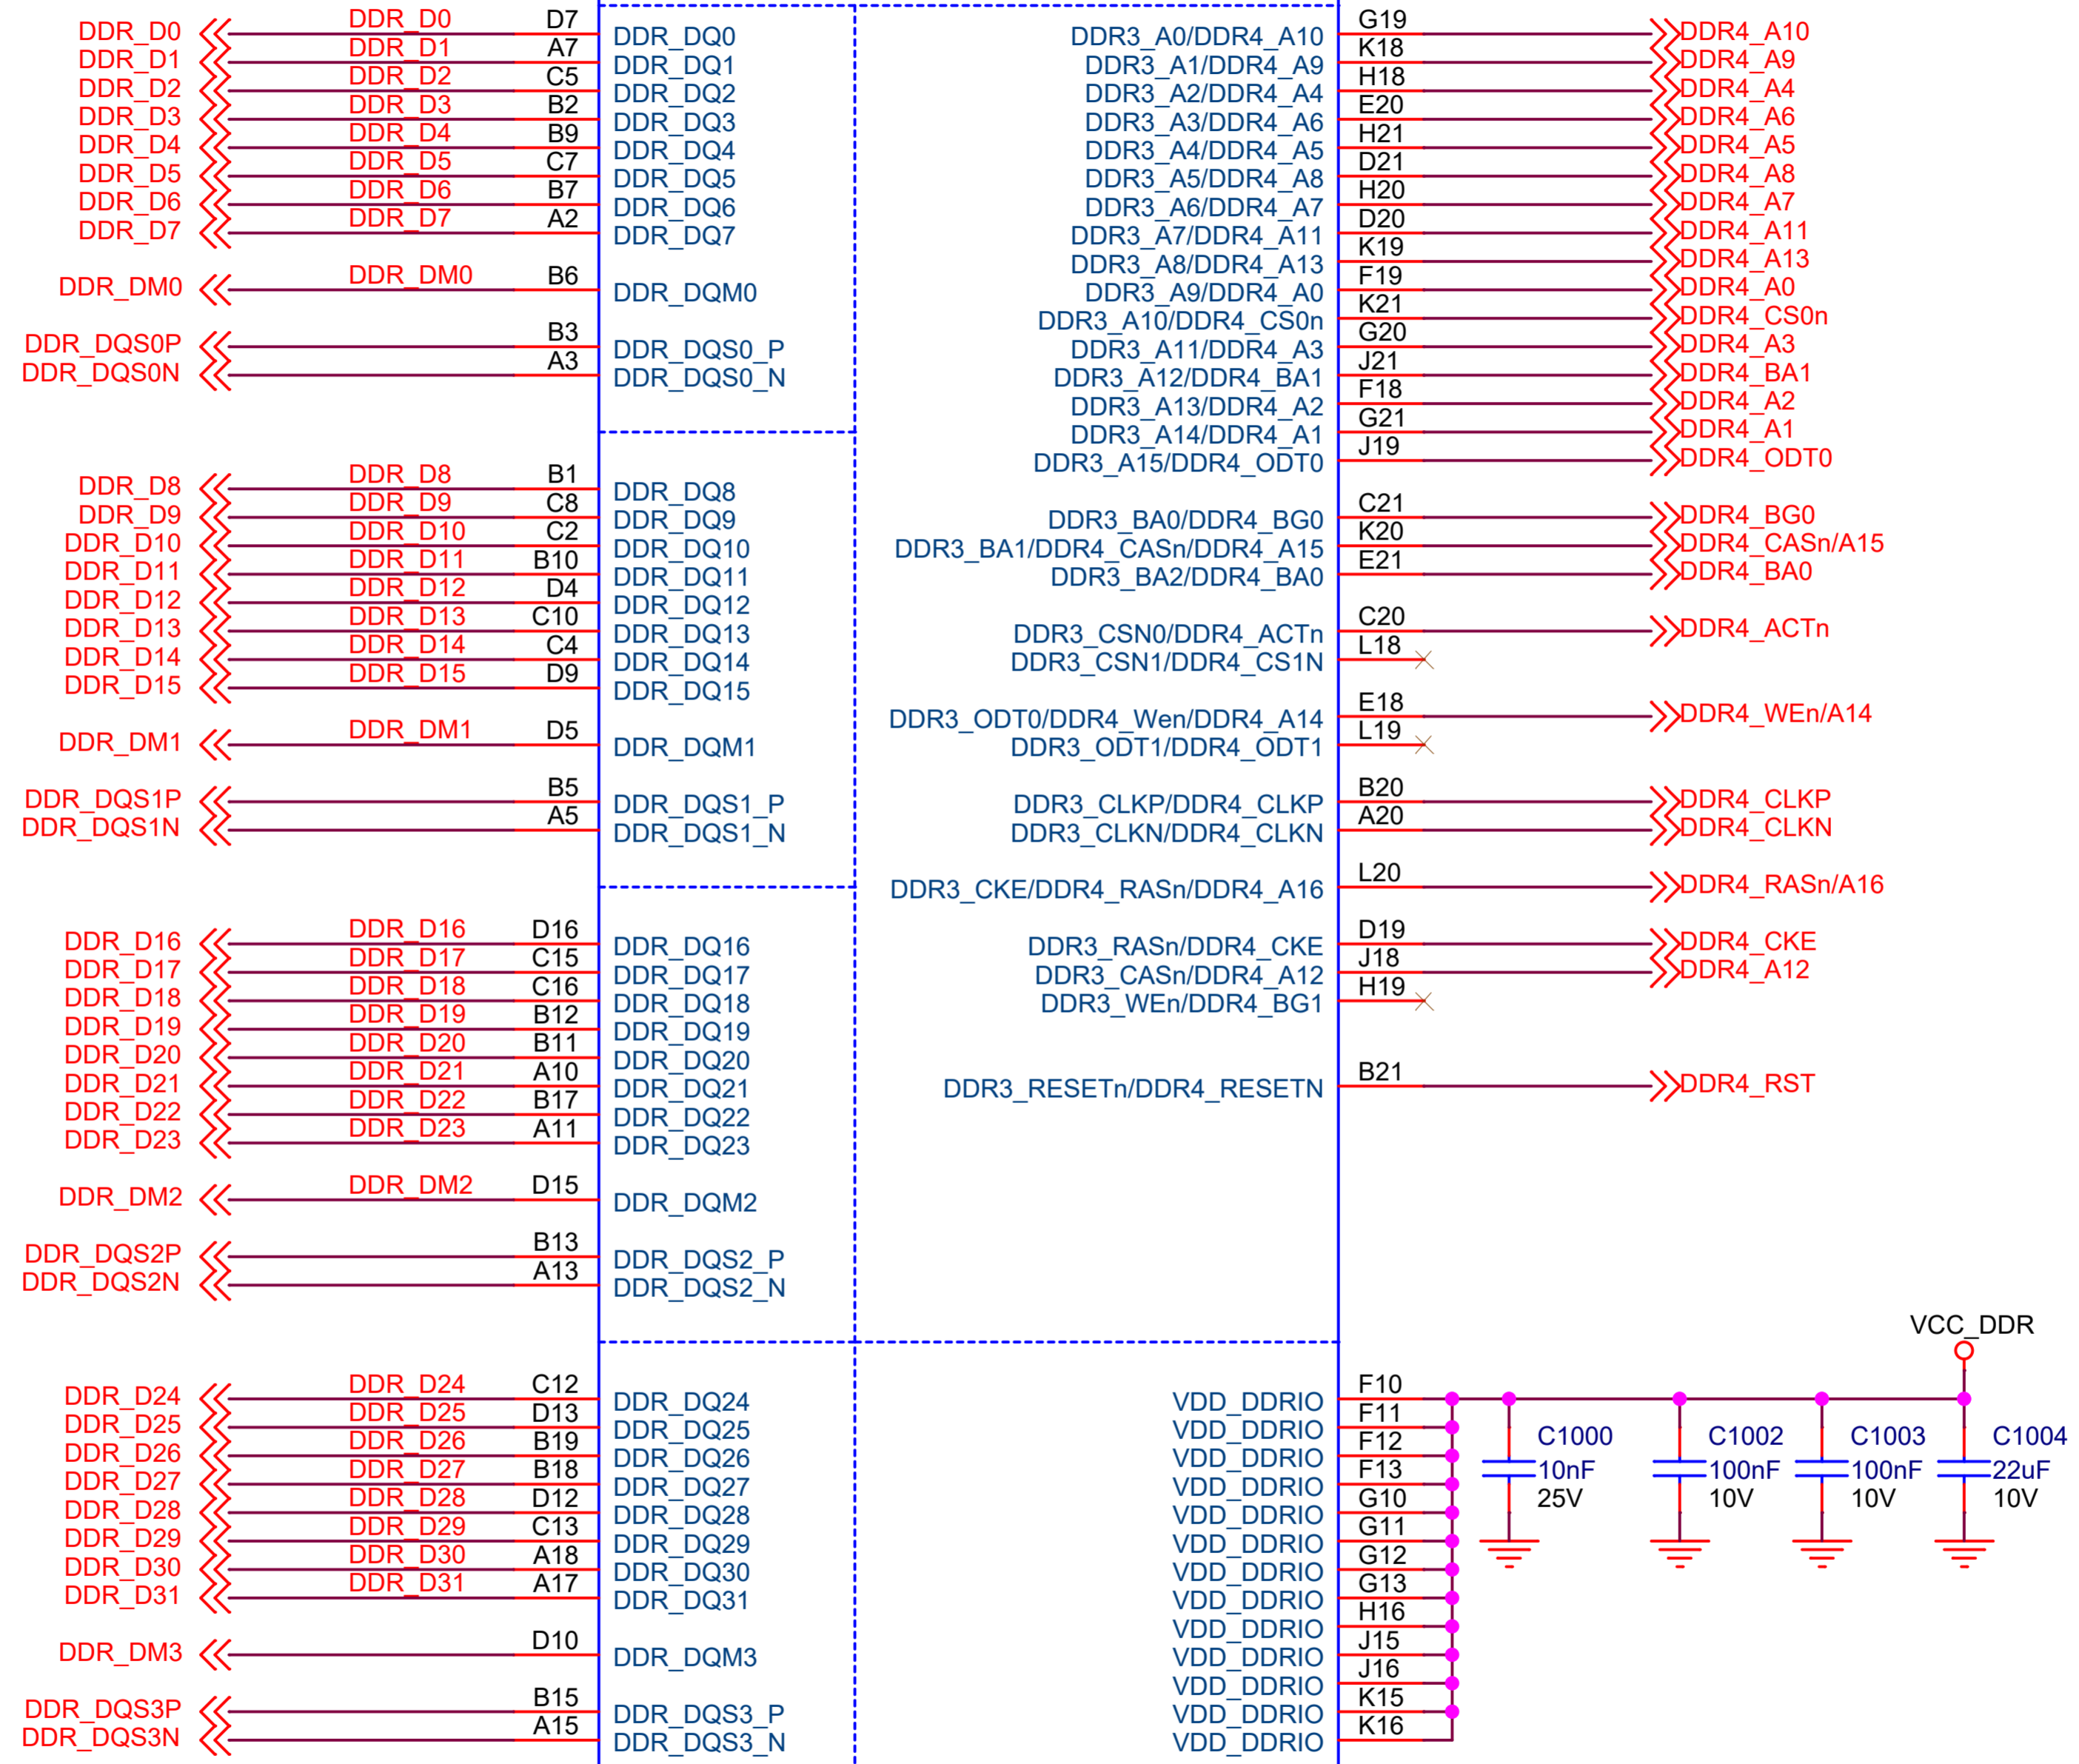 DDR_D0 DDR_D0 D7 DDR_DQ0 DDR3_A0/DDR4_A10 G19 DDR4_A10
DDR_D1 DDR_D1 A7 DDR_DQ1 DDR3_A1/DDR4_A9 K18 DDR4_A9
DDR_D2 DDR_D2 C5 DDR_DQ2 DDR3_A2/DDR4_A4 H18 DDR4_A4
DDR_D3 DDR_D3 B2 DDR_DQ3 DDR3_A3/DDR4_A6 E20 DDR4_A6
DDR_D4 DDR_D4 B9 DDR_DQ4 DDR3_A4/DDR4_A5 H21 DDR4_A5
DDR_D5 DDR_D5 C7 DDR_DQ5 DDR3_A5/DDR4_A8 D21 DDR4_A8
DDR_D6 DDR_D6 B7 DDR_DQ6 DDR3_A6/DDR4_A7 H20 DDR4_A7
DDR_D7 DDR_D7 A2 DDR_DQ7 DDR3_A7/DDR4_A11 D20 DDR4_A11
DDR3_A8/DDR4_A13 K19 DDR4_A13
DDR_DM0 DDR_DM0 B6 DDR_DQM0 DDR3_A9/DDR4_A0 F19 DDR4_A0
DDR3_A10/DDR4_CS0n K21 DDR4_CS0n
DDR_DQS0P B3 DDR_DQS0_P DDR3_A11/DDR4_A3 G20 DDR4_A3
DDR_DQS0N A3 DDR_DQS0_N DDR3_A12/DDR4_BA1 J21 DDR4_BA1
DDR3_A13/DDR4_A2 F18 DDR4_A2
DDR3_A14/DDR4_A1 G21 DDR4_A1
DDR3_A15/DDR4_ODT0 J19 DDR4_ODT0
DDR_D8 DDR_D8 B1 DDR_DQ8
DDR_D9 DDR_D9 C8 DDR_DQ9 DDR3_BA0/DDR4_BG0 C21 DDR4_BG0
DDR_D10 DDR_D10 C2 DDR_DQ10 DDR3_BA1/DDR4_CASn/DDR4_A15 K20 DDR4_CASn/A15
DDR_D11 DDR_D11 B10 DDR_DQ11 DDR3_BA2/DDR4_BA0 E21 DDR4_BA0
DDR_D12 DDR_D12 D4 DDR_DQ12
DDR_D13 DDR_D13 C10 DDR_DQ13 DDR3_CSN0/DDR4_ACTn C20 DDR4_ACTn
DDR_D14 DDR_D14 C4 DDR_DQ14 DDR3_CSN1/DDR4_CS1N L18
DDR_D15 DDR_D15 D9 DDR_DQ15
DDR3_ODT0/DDR4_Wen/DDR4_A14 E18 DDR4_WEn/A14
DDR_DM1 DDR_DM1 D5 DDR_DQM1 DDR3_ODT1/DDR4_ODT1 L19
DDR_DQS1P B5 DDR_DQS1_P DDR3_CLKP/DDR4_CLKP B20 DDR4_CLKP
DDR_DQS1N A5 DDR_DQS1_N DDR3_CLKN/DDR4_CLKN A20 DDR4_CLKN
DDR3_CKE/DDR4_RASn/DDR4_A16 L20 DDR4_RASn/A16
DDR_D16 DDR_D16 D16 DDR_DQ16 DDR3_RASn/DDR4_CKE D19 DDR4_CKE
DDR_D17 DDR_D17 C15 DDR_DQ17 DDR3_CASn/DDR4_A12 J18 DDR4_A12
DDR_D18 DDR_D18 C16 DDR_DQ18 DDR3_WEn/DDR4_BG1 H19
DDR_D19 DDR_D19 B12 DDR_DQ19
DDR_D20 DDR_D20 B11 DDR_DQ20
DDR_D21 DDR_D21 A10 DDR_DQ21 DDR3_RESETn/DDR4_RESETN B21 DDR4_RST
DDR_D22 DDR_D22 B17 DDR_DQ22
DDR_D23 DDR_D23 A11 DDR_DQ23
DDR_DM2 DDR_DM2 D15 DDR_DQM2
DDR_DQS2P B13 DDR_DQS2_P
DDR_DQS2N A13 DDR_DQS2_N
VCC_DDR
DDR_D24 DDR_D24 C12 DDR_DQ24 VDD_DDRIO F10
DDR_D25 DDR_D25 D13 DDR_DQ25 VDD_DDRIO F11 C1000 C1002 C1003 C1004
DDR_D26 DDR_D26 B19 DDR_DQ26 VDD_DDRIO F12 10nF 100nF 100nF 22uF
DDR_D27 DDR_D27 B18 DDR_DQ27 VDD_DDRIO F13 25V 10V 10V 10V
DDR_D28 DDR_D28 D12 DDR_DQ28 VDD_DDRIO G10
DDR_D29 DDR_D29 C13 DDR_DQ29 VDD_DDRIO G11
DDR_D30 DDR_D30 A18 DDR_DQ30 VDD_DDRIO G12
DDR_D31 DDR_D31 A17 DDR_DQ31 VDD_DDRIO G13
VDD_DDRIO H16
DDR_DM3 D10 DDR_DQM3 VDD_DDRIO J15
VDD_DDRIO J16
DDR_DQS3P B15 DDR_DQS3_P VDD_DDRIO K15
DDR_DQS3N A15 DDR_DQS3_N VDD_DDRIO K16